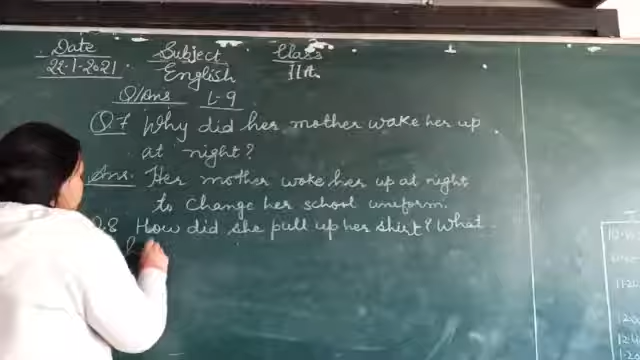 Date Subject Class
22-1-2021 English IIA
Q/Ans L-9
Q.7 Why did her mother wake her up
at night?
Ans. Her mother woke her up at night
to change her school uniform.
Q.8 How did she pull up her shirt? What